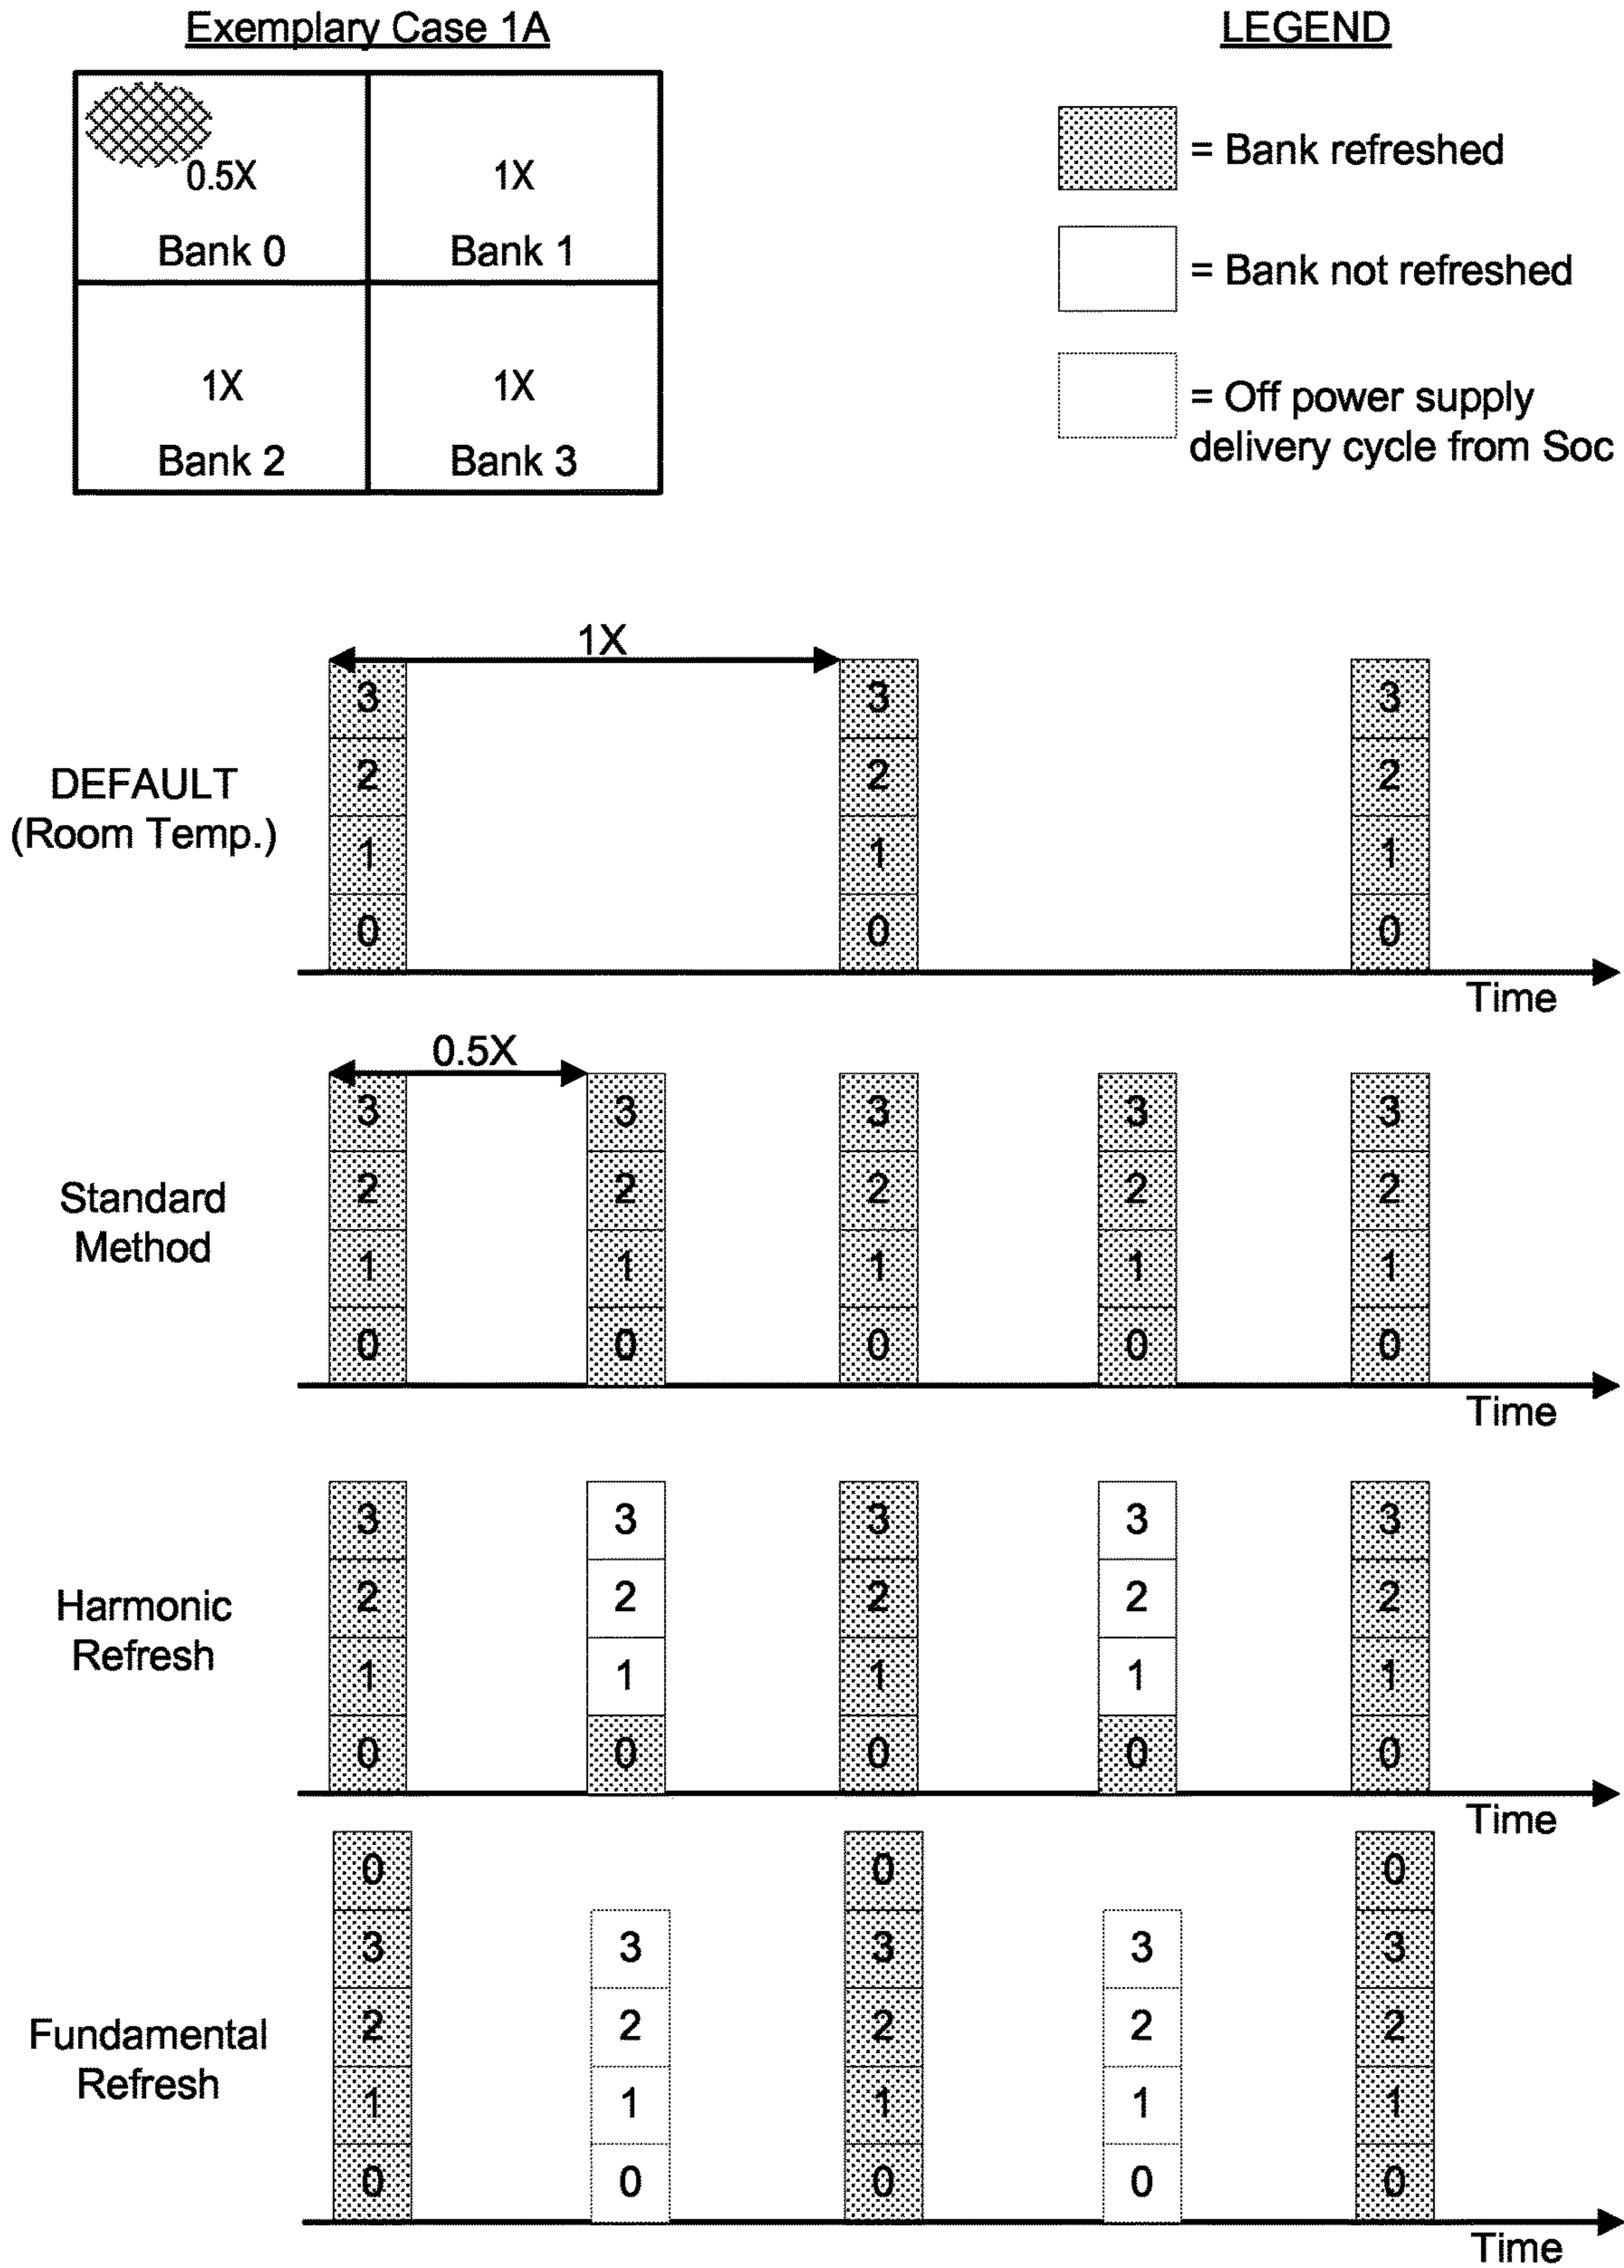 Exemplary Case 1A
0.5X
1X
Bank 0
Bank 1
1X
1X
Bank 2
Bank 3
LEGEND
= Bank refreshed
= Bank not refreshed
= Off power supply
delivery cycle from Soc
1X
DEFAULT
(Room Temp.)
3 3 3
2 2 2
1 1 1
0 0 0
Time
0.5X
Standard
Method
3 3 3 3 3
2 2 2 2 2
1 1 1 1 1
0 0 0 0 0
Time
Harmonic
Refresh
3 3 3 3 3
2 2 2 2 2
1 1 1 1 1
0 0 0 0 0
Time
Fundamental
Refresh
0 0 0
3 3 3 3 3
2 2 2 2 2
1 1 1 1 1
0 0 0 0 0
Time